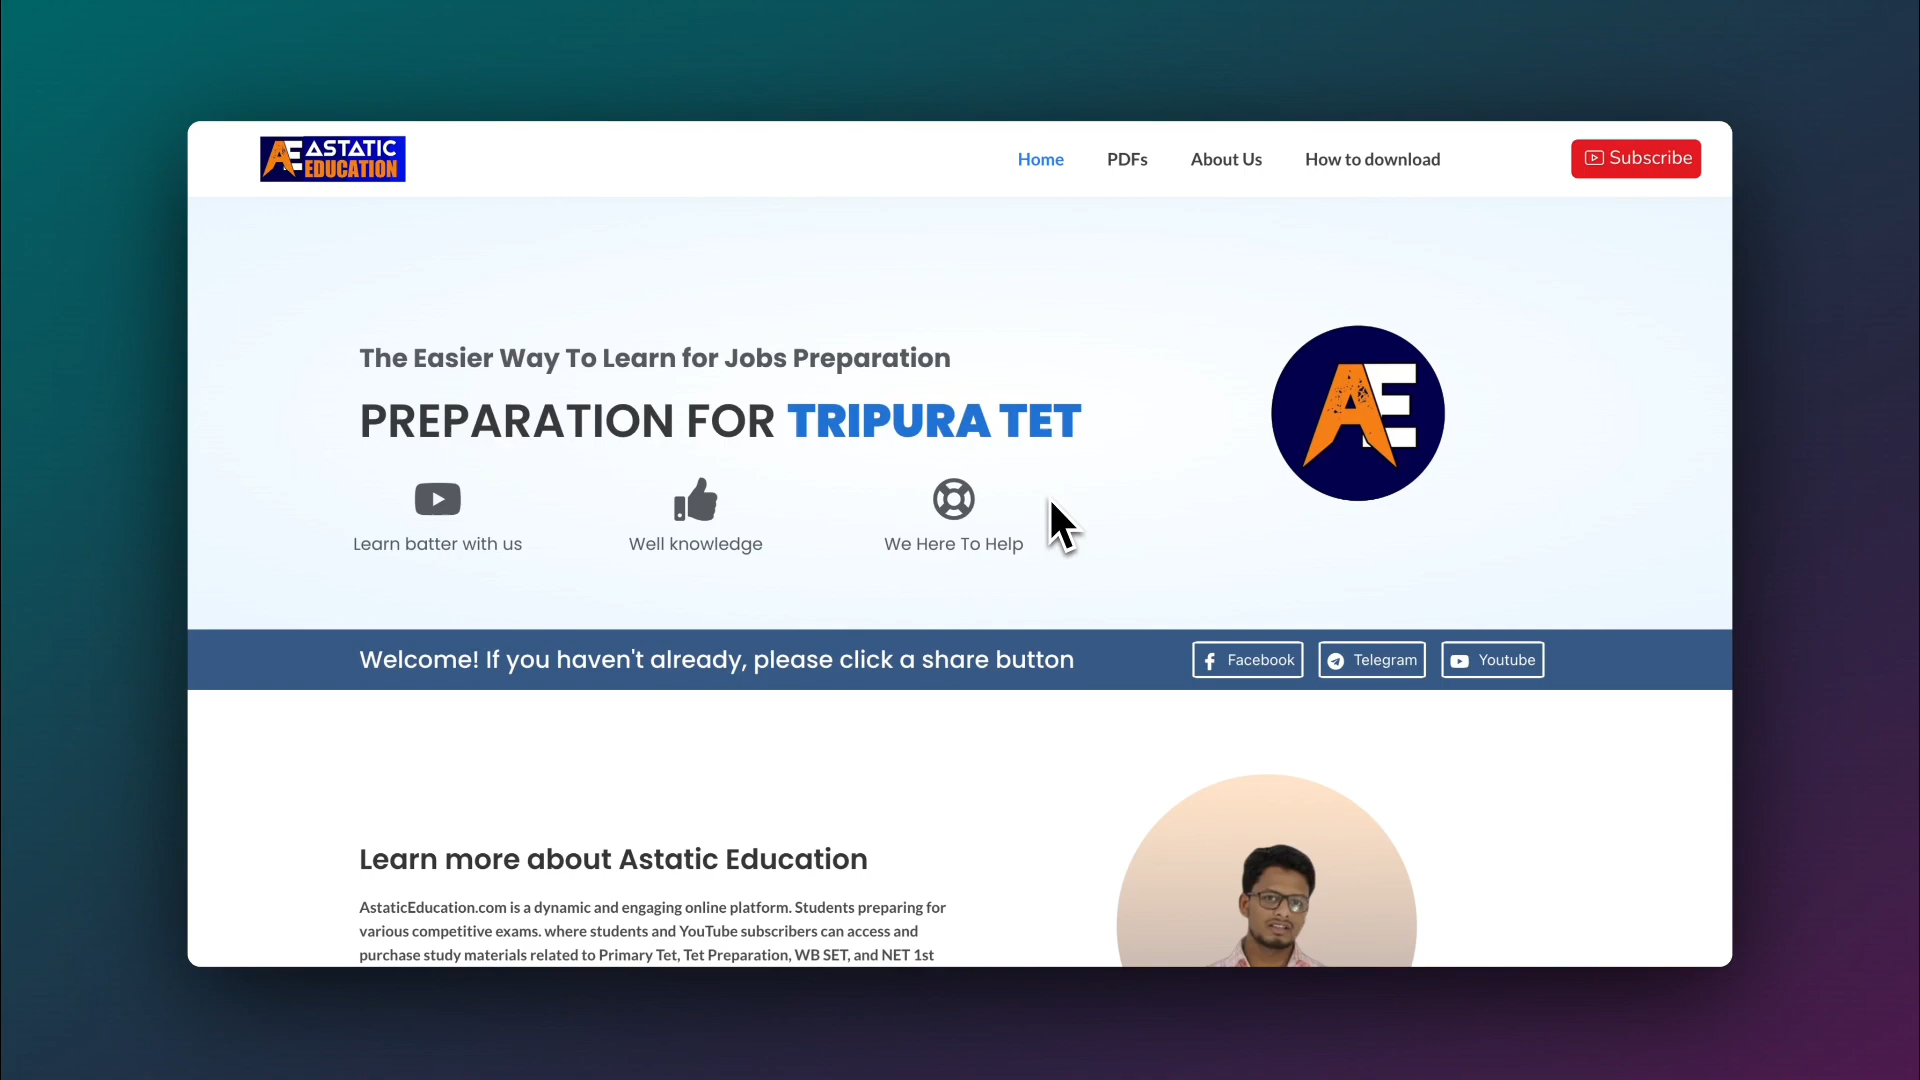 AE ASTATIC
EDUCATION
Home PDFs About Us How to download Subscribe
The Easier Way To Learn for Jobs Preparation
PREPARATION FOR TRIPURA TET
AE
Learn batter with us Well knowledge We Here To Help
Welcome! If you haven't already, please click a share button Facebook Telegram Youtube
Learn more about Astatic Education
AstaticEducation.com is a dynamic and engaging online platform. Students preparing for
various competitive exams. where students and YouTube subscribers can access and
purchase study materials related to Primary Tet, Tet Preparation, WB SET, and NET 1st